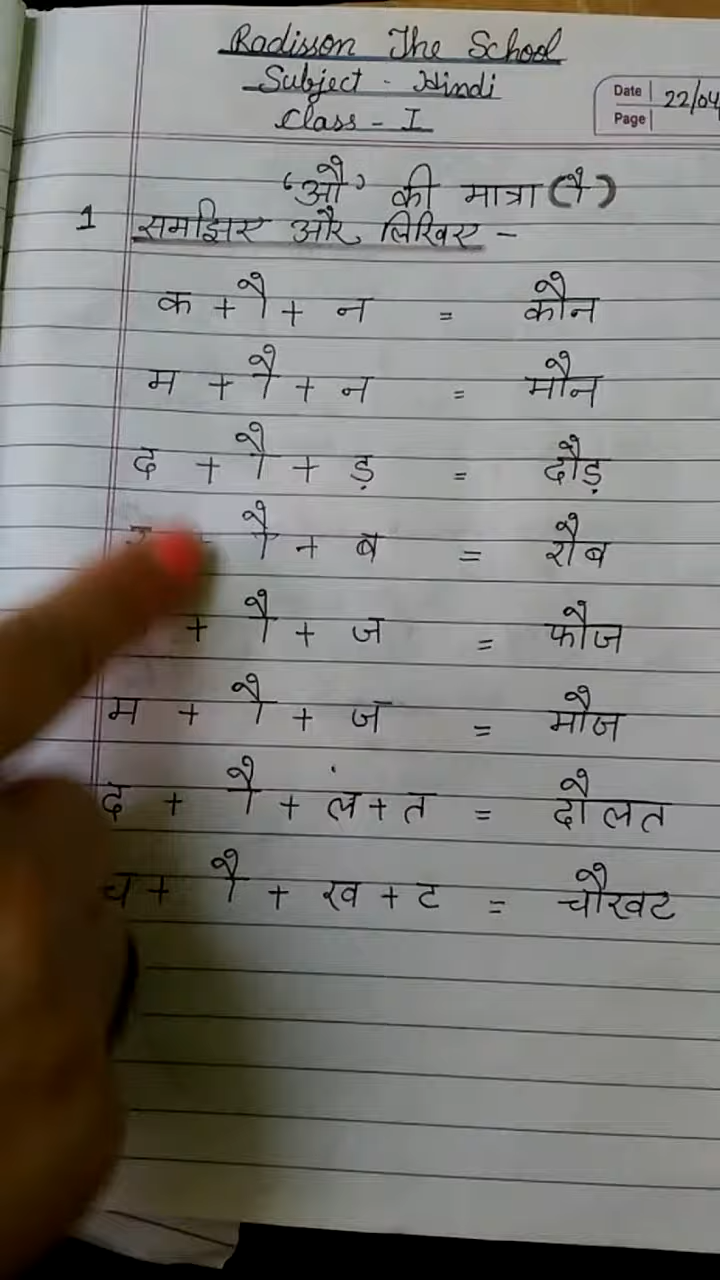 Radisson The School
Subject - Hindi
Class - I
Date 22/04
Page
'औ' की मात्रा (ौ)
1 समझिए और लिखिए -
क + ौ + न = कौन
म + ौ + न = मौन
द + ौ + ड़ = दौड़
ौ + ब = रौब
+ ौ + ज = फौज
म + ौ + ज = मौज
द + ौ + ल + त = दौलत
च + ौ + ख + ट = चौखट